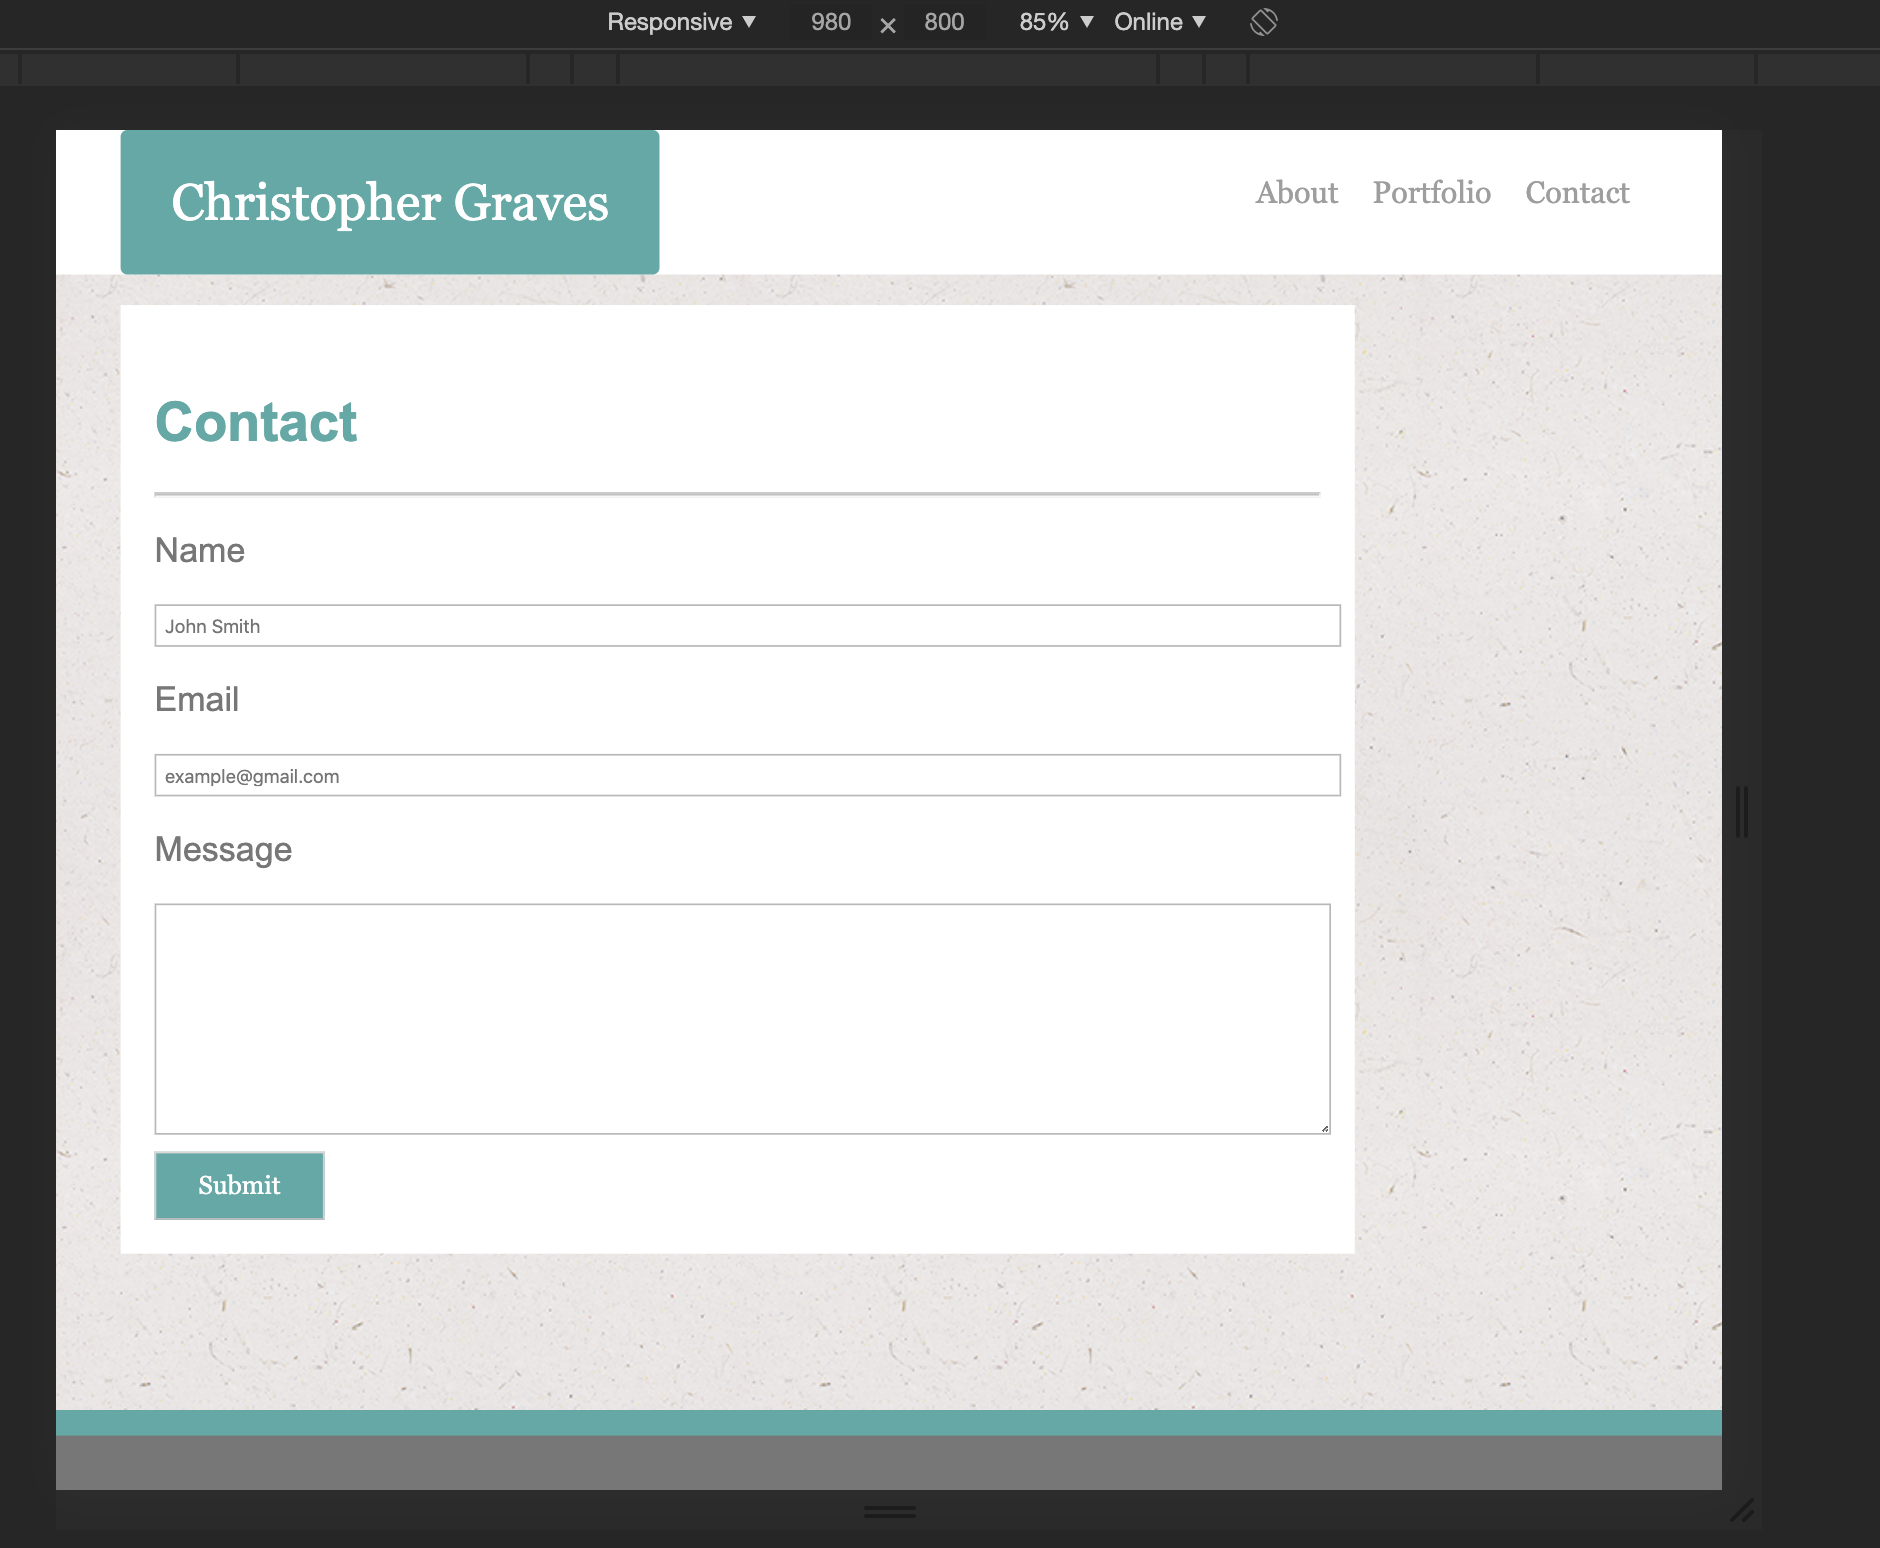 Responsive ▼ 980 × 800 85% ▼ Online ▼
Christopher Graves
About Portfolio Contact
Contact
Name
John Smith
Email
example@gmail.com
Message
Submit